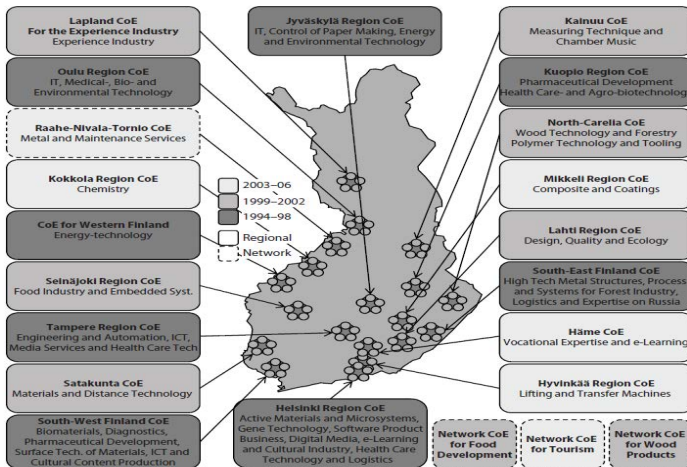 Lapland CoE
For the Experience Industry
Experience Industry
Oulu Region CoE
IT, Medical-, Bio- and
Environmental Technology
Raahe-Nivala-Tornio CoE
Metal and Maintenance Services
Kokkola Region CoE
Chemistry
CoE for Western Finland
Energy-technology
Seinäjoki Region CoE
Food Industry and Embedded Syst.
Tampere Region CoE
Engineering and Automation, ICT,
Media Services and Health Care Tech.
Satakunta CoE
Materials and Distance Technology
South-West Finland CoE
Biomaterials, Diagnostics,
Pharmaceutical Development,
Surface Tech. of Materials, ICT and
Cultural Content Production
Jyväskylä Region CoE
IT, Control of Paper Making, Energy
and Environmental Technology
2003–06
1999–2002
1994–98
Regional
Network
Helsinki Region CoE
Active Materials and Microsystems,
Gene Technology, Software Product
Business, Digital Media, e-Learning
and Cultural Industry, Health Care
Technology and Logistics
Kainuu CoE
Measuring Technique and
Chamber Music
Kuopio Region CoE
Pharmaceutical Development
Health Care- and Agro-biotechnology
North-Carelia CoE
Wood Technology and Forestry
Polymer Technology and Tooling
Mikkeli Region CoE
Composite and Coatings
Lahti Region CoE
Design, Quality and Ecology
South-East Finland CoE
High Tech Metal Structures, Process
and Systems for Forest Industry,
Logistics and Expertise on Russia
Häme CoE
Vocational Expertise and e-Learning
Hyvinkää Region CoE
Lifting and Transfer Machines
Network CoE
for Food
Development
Network CoE
for Tourism
Network CoE
for Wood
Products